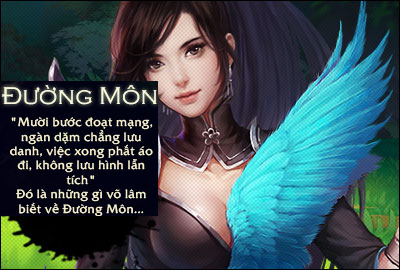 Đường Môn
"Mười bước đoạt mạng,
ngàn dặm chẳng lưu
danh, việc xong phất áo
đi, không lưu hình lẫn
tích"
Đó là những gì võ lâm
biết về Đường Môn...